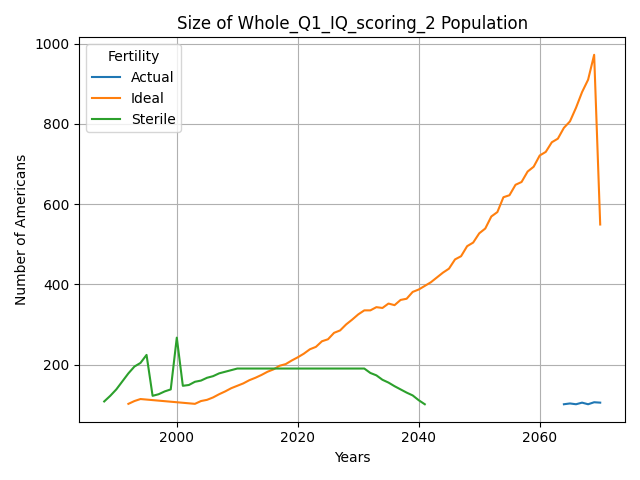 Size of Whole_Q1_IQ_scoring_2 Population
Fertility
Actual
Ideal
Sterile
Number of Americans
1000
800
600
400
200
2000
2020
2040
2060
Years